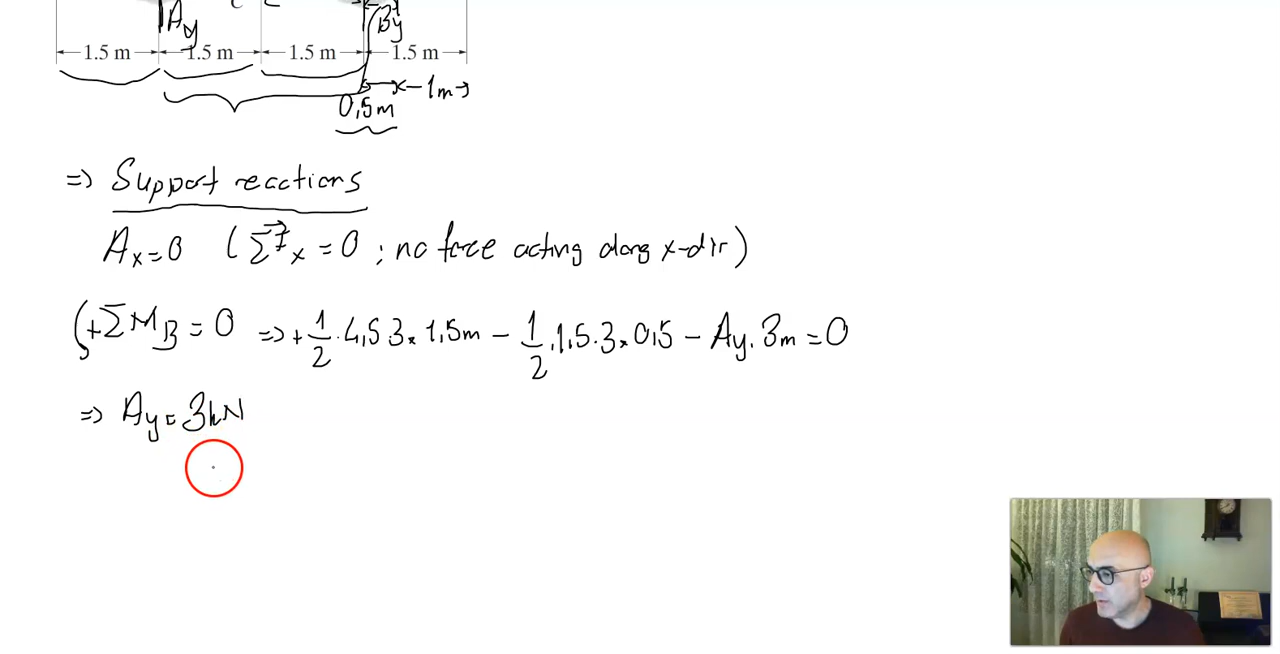 Ay By
1.5 m 1.5 m 1.5 m 1.5 m
x 1m
0,5m
=> Support reactions
Ax=0 (ΣFx = 0 ; no force acting along x-dir)
+ΣMB = 0 => + 1/2 . 4,5 3 x 1,5m − 1/2 . 1,5 . 3 x 0,5 − Ay . 3m = 0
=> Ay = 3kN